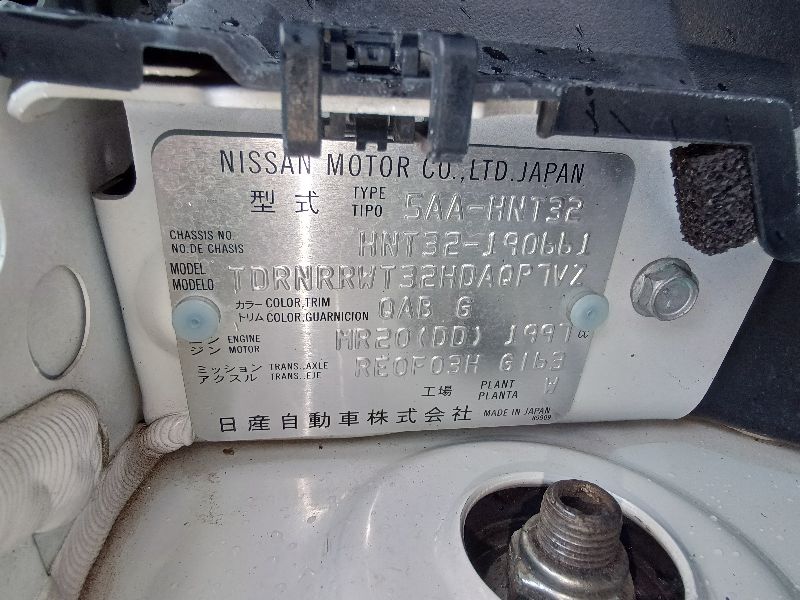 NISSAN MOTOR CO.,LTD.JAPAN
型式 TYPE TIPO 5AA-HNT32
CHASSIS NO. NO.DE CHASIS HNT32-190661
MODEL MODELO TDRNRRWT32HDAQP7VZ
カラー COLOR,TRIM トリム COLOR,GUARNICION QAB G
ン ENGINE ジン MOTOR MR20(DD) 1997
ミッション TRANS.,AXLE アクスル TRANS.,EJE RE0F03H G163
工場 PLANT PLANTA W
日産自動車株式会社 MADE IN JAPAN